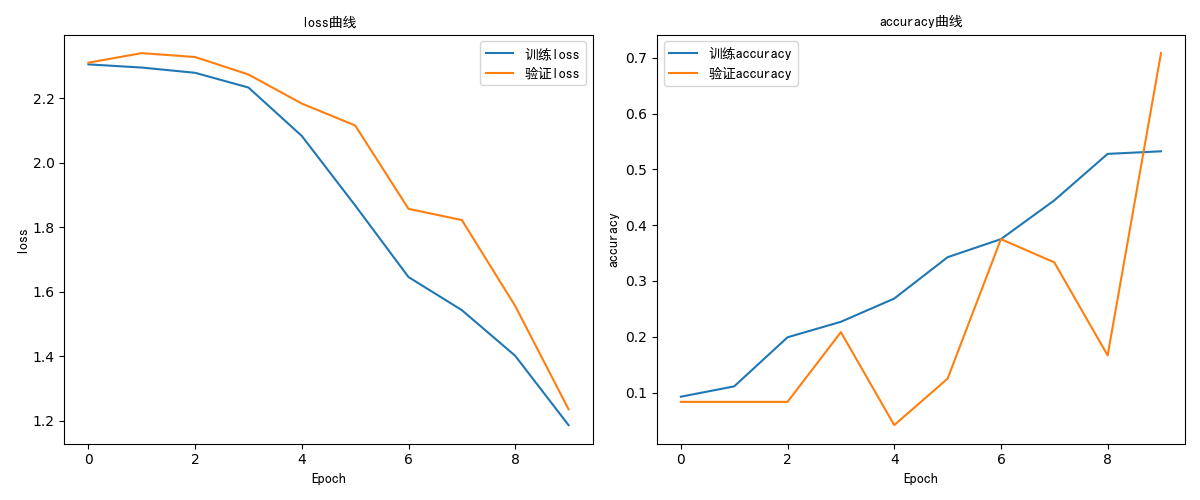 loss曲线
训练loss
验证loss
2.2
2.0
1.8
1.6
1.4
1.2
loss
0
2
4
6
8
Epoch
accuracy曲线
训练accuracy
验证accuracy
0.7
0.6
0.5
0.4
0.3
0.2
0.1
accuracy
0
2
4
6
8
Epoch